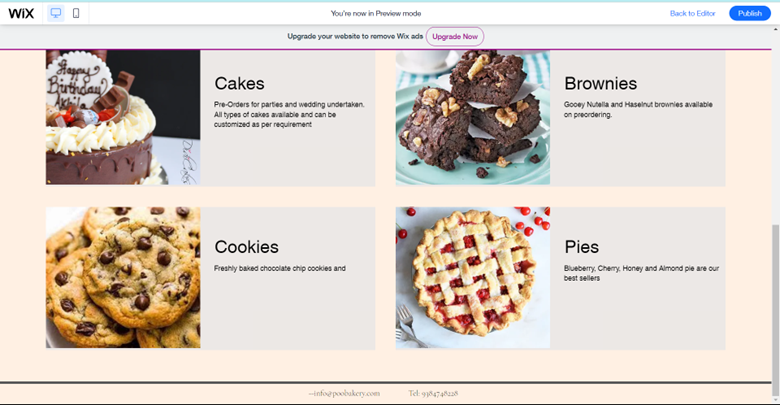 WiX
You're now in Preview mode
Back to Editor
Publish
Upgrade your website to remove Wix ads
Upgrade Now
Happy
Birthday
Cakes
Pre-Orders for parties and wedding undertaken.
All types of cakes available and can be
customized as per requirement
Brownies
Gooey Nutella and Haselnut brownies available
on preordering.
Cookies
Freshly baked chocolate chip cookies and
Pies
Blueberry, Cherry, Honey and Almond pie are our
best sellers
--info@poobakery.com
Tel: 9384748228